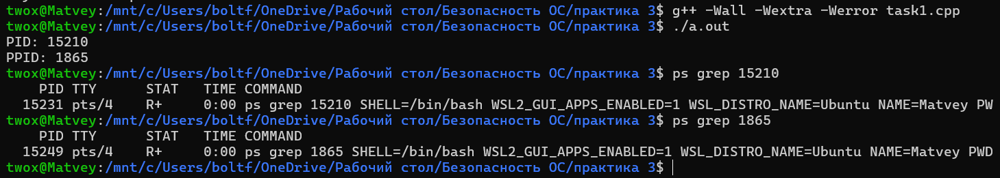 twox@Matvey:/mnt/c/Users/boltf/OneDrive/Рабочий стол/Безопасность ОС/практика 3$ g++ -Wall -Wextra -Werror task1.cpp
twox@Matvey:/mnt/c/Users/boltf/OneDrive/Рабочий стол/Безопасность ОС/практика 3$ ./a.out
PID: 15210
PPID: 1865
twox@Matvey:/mnt/c/Users/boltf/OneDrive/Рабочий стол/Безопасность ОС/практика 3$ ps grep 15210
    PID TTY      STAT   TIME COMMAND
  15231 pts/4    R+     0:00 ps grep 15210 SHELL=/bin/bash WSL2_GUI_APPS_ENABLED=1 WSL_DISTRO_NAME=Ubuntu NAME=Matvey PW
twox@Matvey:/mnt/c/Users/boltf/OneDrive/Рабочий стол/Безопасность ОС/практика 3$ ps grep 1865
    PID TTY      STAT   TIME COMMAND
  15249 pts/4    R+     0:00 ps grep 1865 SHELL=/bin/bash WSL2_GUI_APPS_ENABLED=1 WSL_DISTRO_NAME=Ubuntu NAME=Matvey PWD
twox@Matvey:/mnt/c/Users/boltf/OneDrive/Рабочий стол/Безопасность ОС/практика 3$